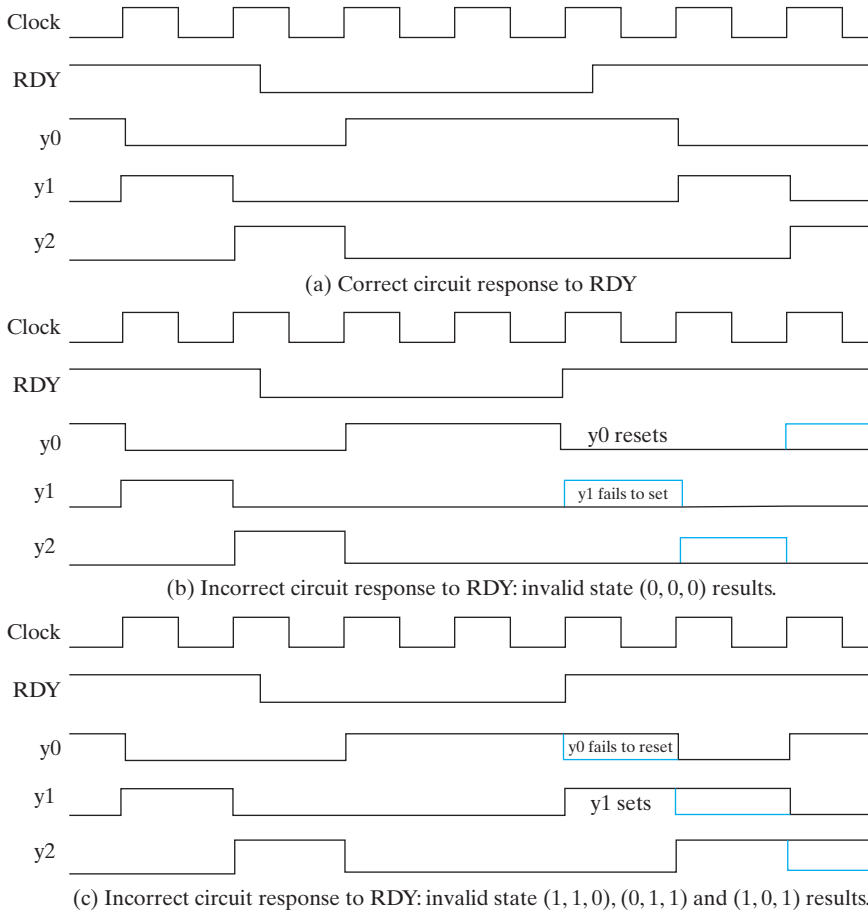 Clock
RDY
y0
y1
y2
(a) Correct circuit response to RDY
Clock
RDY
y0
y0 resets
y1
y1 fails to set
y2
(b) Incorrect circuit response to RDY: invalid state (0, 0, 0) results.
Clock
RDY
y0
y0 fails to reset
y1
y1 sets
y2
(c) Incorrect circuit response to RDY: invalid state (1, 1, 0), (0, 1, 1) and (1, 0, 1) results.